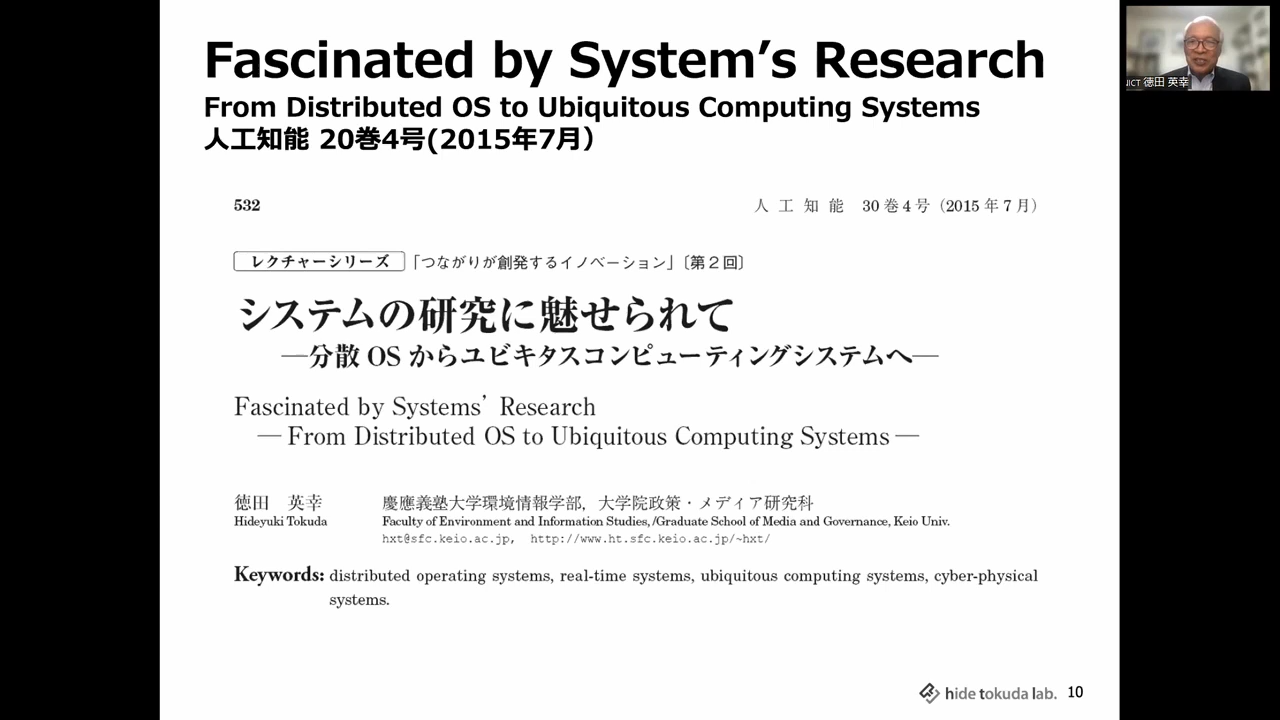 Fascinated by System’s Research
From Distributed OS to Ubiquitous Computing Systems
人工知能 20巻4号(2015年7月）
532
人 工 知 能 30 巻 4 号（2015 年 7 月）
レクチャーシリーズ 「つながりが創発するイノベーション」〔第２回〕
システムの研究に魅せられて
―分散 OS からユビキタスコンピューティングシステムへ―
Fascinated by Systems’ Research
― From Distributed OS to Ubiquitous Computing Systems ―
徳田 英幸
Hideyuki Tokuda
慶應義塾大学環境情報学部，大学院政策・メディア研究科
Faculty of Environment and Information Studies, /Graduate School of Media and Governance, Keio Univ.
hxt@sfc.keio.ac.jp, http://www.ht.sfc.keio.ac.jp/~hxt/
Keywords: distributed operating systems, real-time systems, ubiquitous computing systems, cyber-physical
systems.
hide tokuda lab. 10
NICT 徳田 英幸